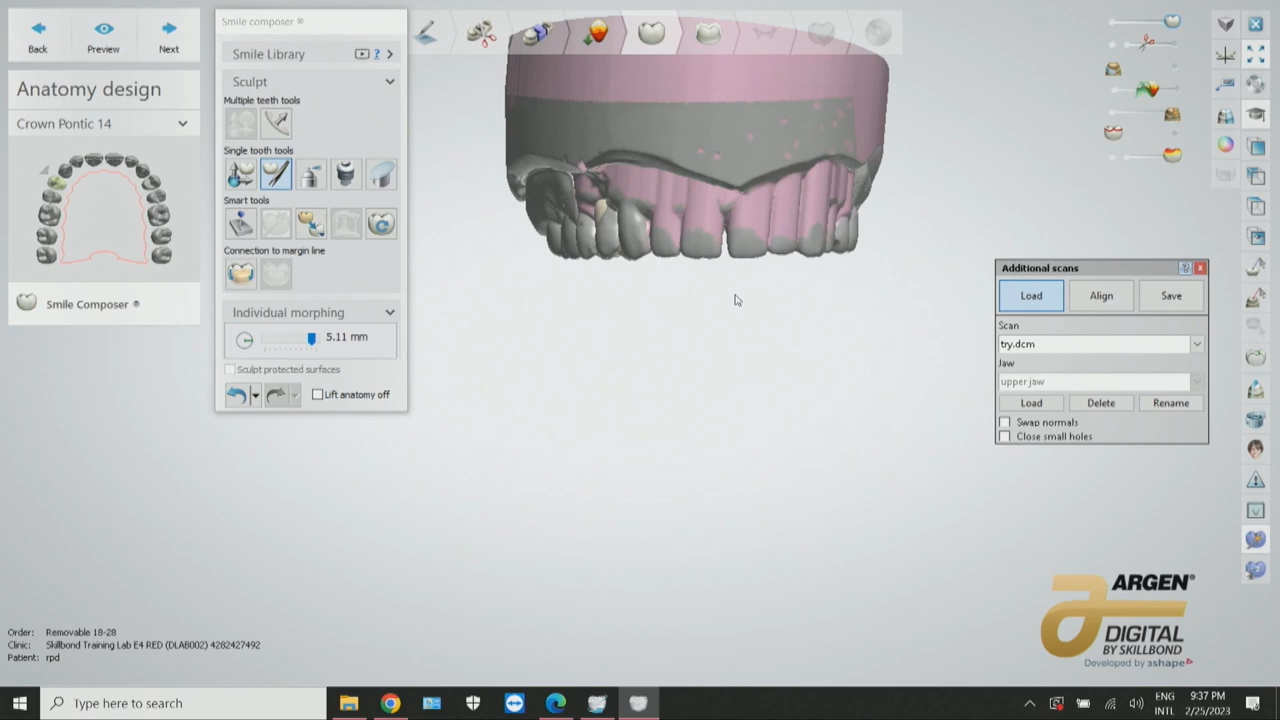 Back
Preview
Next
Anatomy design
Crown Pontic 14
Smile Composer ®
Smile composer ®
Smile Library
?
Sculpt
Multiple teeth tools
Single tooth tools
Smart tools
Connection to margin line
Individual morphing
5.11 mm
Sculpt protected surfaces
Lift anatomy off
Additional scans
Load
Align
Save
Scan
try.dcm
Jaw
upper jaw
Load
Delete
Rename
Swap normals
Close small holes
ARGEN®
DIGITAL
BY SKILLBOND
Developed by 3shape
Order: Removable 18-28
Clinic: Skillbond Training Lab E4 RED (DLAB002) 4282427492
Patient: rpd
Type here to search
ENG
INTL
9:37 PM
2/25/2023